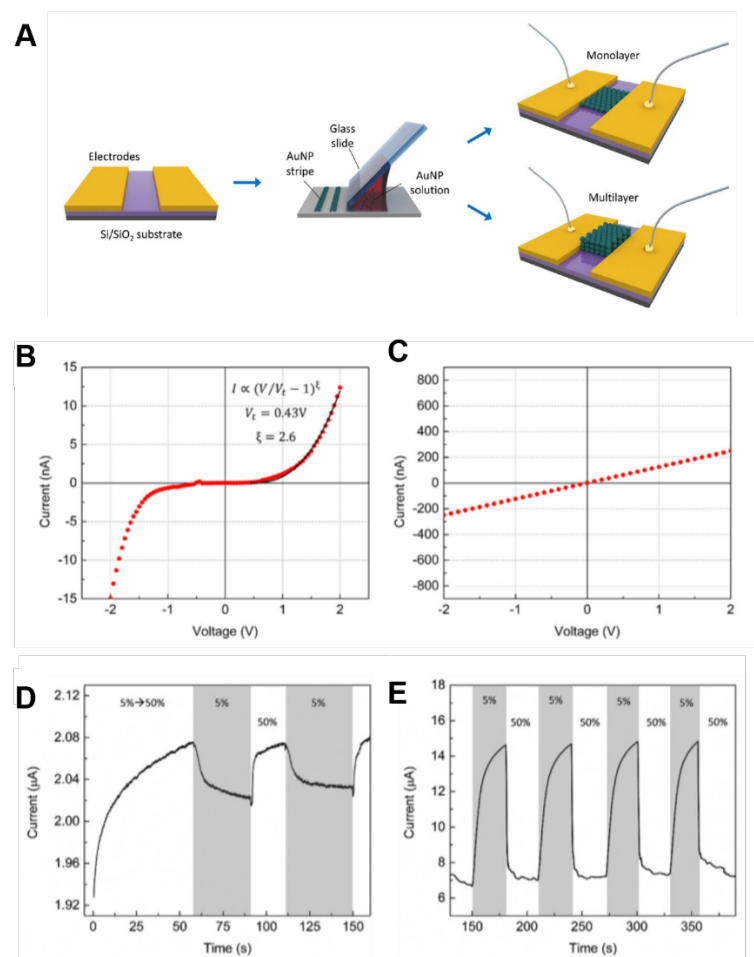 A
Monolayer
Glass
slide
AuNP
stripe
AuNP
solution
Electrodes
Si/SiO₂ substrate
Multilayer
B
15
10
5
0
-5
-10
-15
Current (nA)
I ∝ (V/Vₜ − 1)^ξ
Vₜ = 0.43V
ξ = 2.6
-2
-1
0
1
2
Voltage (V)
C
800
600
400
200
0
-200
-400
-600
-800
Current (nA)
-2
-1
0
1
2
Voltage (V)
D
2.12
2.08
2.04
2.00
1.96
1.92
Current (μA)
5%→50%
5%
50%
5%
0
25
50
75
100
125
150
Time (s)
E
18
16
14
12
10
8
6
Current (μA)
5%
50%
5%
50%
5%
50%
5%
50%
150
200
250
300
350
Time (s)